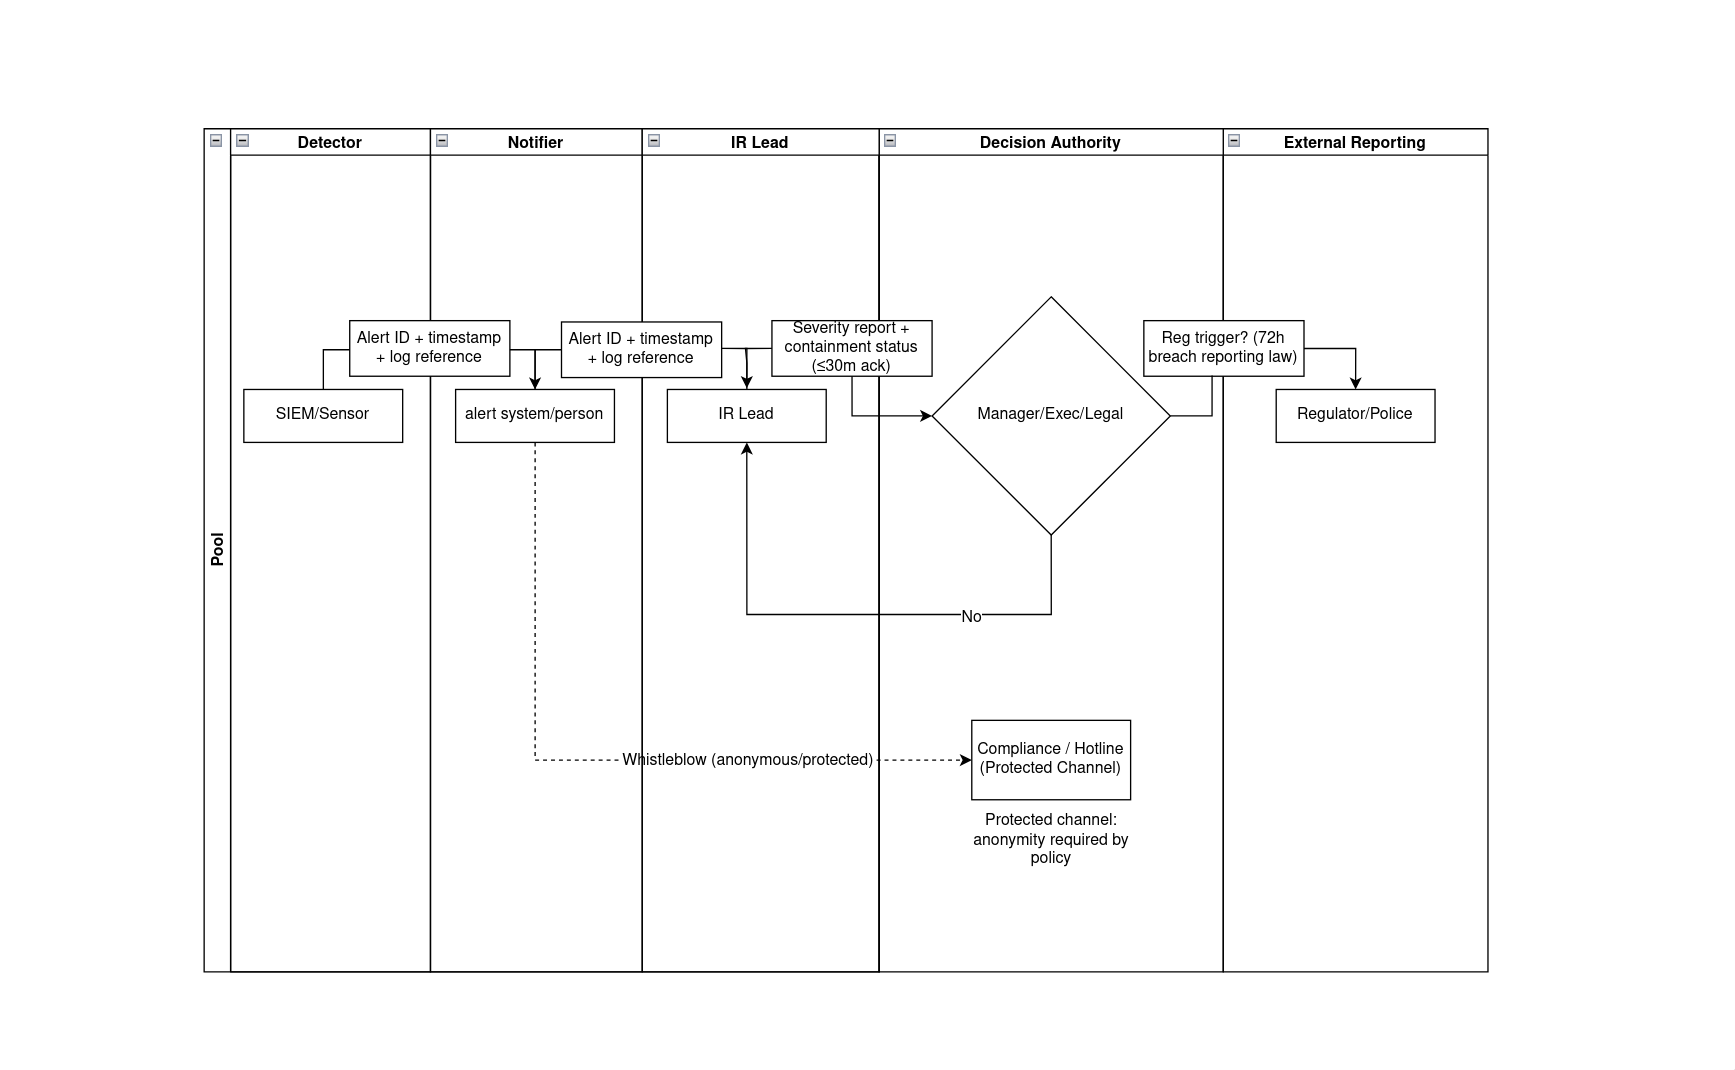 Pool
Detector
Notifier
IR Lead
Decision Authority
External Reporting
Alert ID + timestamp
+ log reference
Alert ID + timestamp
+ log reference
Severity report +
containment status
(≤30m ack)
Reg trigger? (72h
breach reporting law)
SIEM/Sensor
alert system/person
IR Lead
Manager/Exec/Legal
Regulator/Police
No
Whistleblow (anonymous/protected)
Compliance / Hotline
(Protected Channel)
Protected channel:
anonymity required by
policy